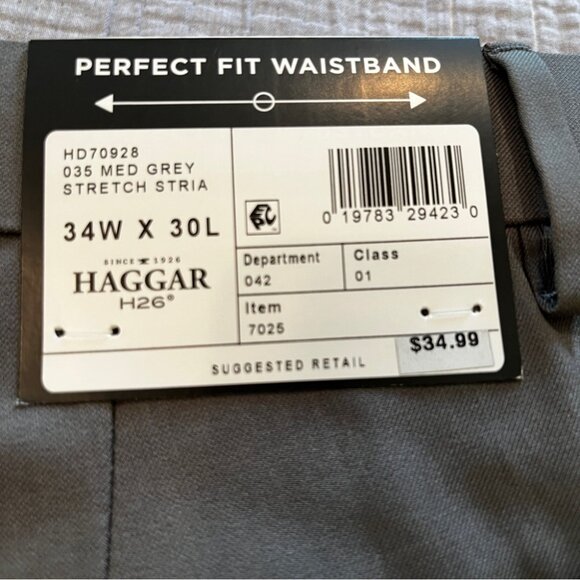 PERFECT FIT WAISTBAND
HD70928
035 MED GREY
STRETCH STRIA
34W X 30L
SINCE 1926
HAGGAR
H26®
0 19783 29423 0
Department
042
Class
01
Item
7025
$34.99
SUGGESTED RETAIL